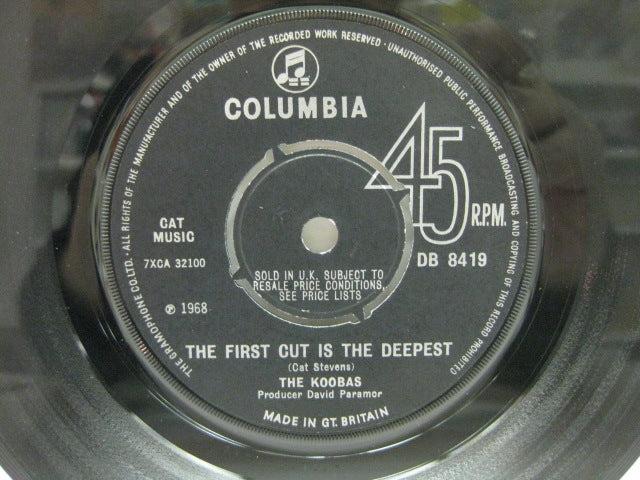 THE GRAMOPHONE CO.LTD. · ALL RIGHTS OF THE MANUFACTURER AND OF THE OWNER OF THE RECORDED WORK RESERVED · UNAUTHORISED PUBLIC PERFORMANCE BROADCASTING AND COPYING OF THIS RECORD PROHIBITED
COLUMBIA
45
R.P.M.
CAT
MUSIC
7XCA 32100
DB 8419
SOLD IN U.K. SUBJECT TO
RESALE PRICE CONDITIONS,
SEE PRICE LISTS
℗ 1968
THE FIRST CUT IS THE DEEPEST
(Cat Stevens)
THE KOOBAS
Producer David Paramor
MADE IN GT. BRITAIN